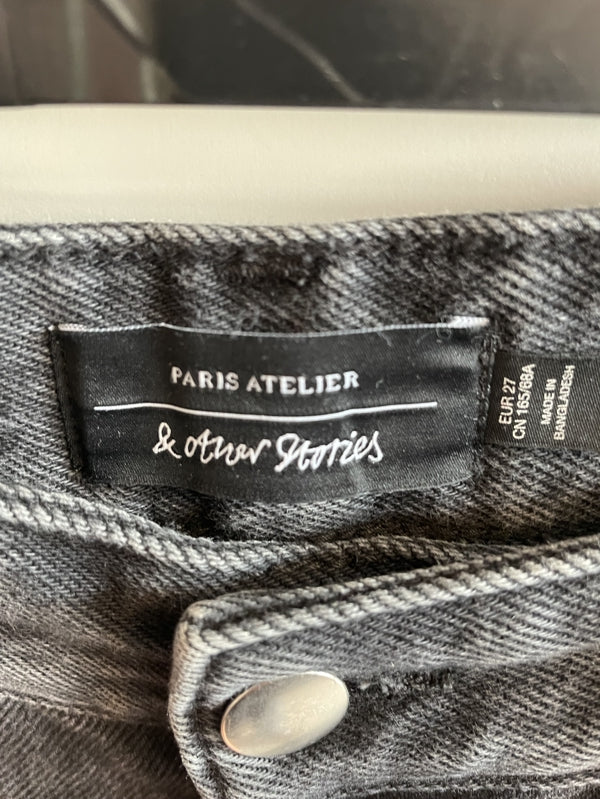 PARIS ATELIER
& other Stories
EUR 27
CN 165/68A
MADE IN
BANGLADESH